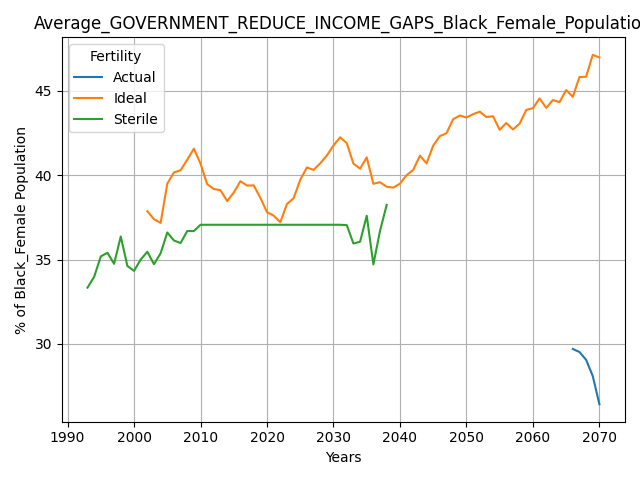 Average_GOVERNMENT_REDUCE_INCOME_GAPS_Black_Female_Populatio
Fertility
Actual
Ideal
Sterile
% of Black_Female Population
45
40
35
30
1990 2000 2010 2020 2030 2040 2050 2060 2070
Years